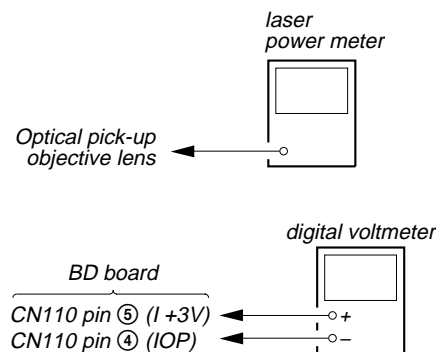 laser
power meter
Optical pick-up
objective lens
digital voltmeter
BD board
CN110 pin ⑤ (I +3V)
+
CN110 pin ④ (IOP)
–